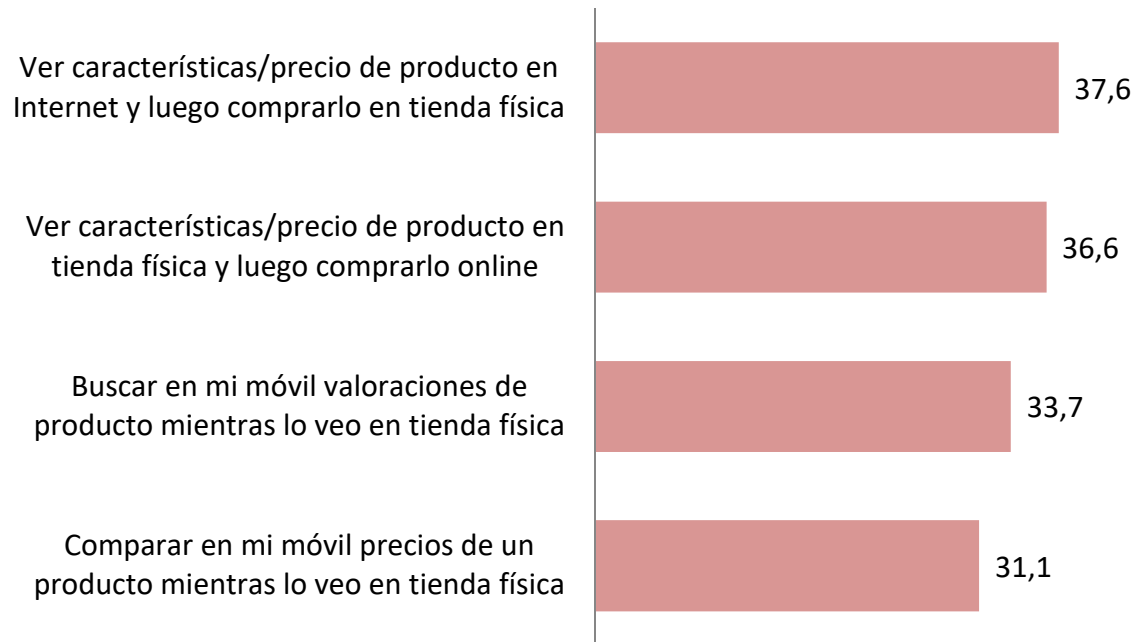 Ver características/precio de producto en
Internet y luego comprarlo en tienda física
37,6
Ver características/precio de producto en
tienda física y luego comprarlo online
36,6
Buscar en mi móvil valoraciones de
producto mientras lo veo en tienda física
33,7
Comparar en mi móvil precios de un
producto mientras lo veo en tienda física
31,1